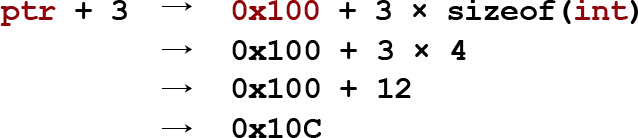 ptr + 3 → 0x100 + 3 × sizeof(int)
→ 0x100 + 3 × 4
→ 0x100 + 12
→ 0x10C